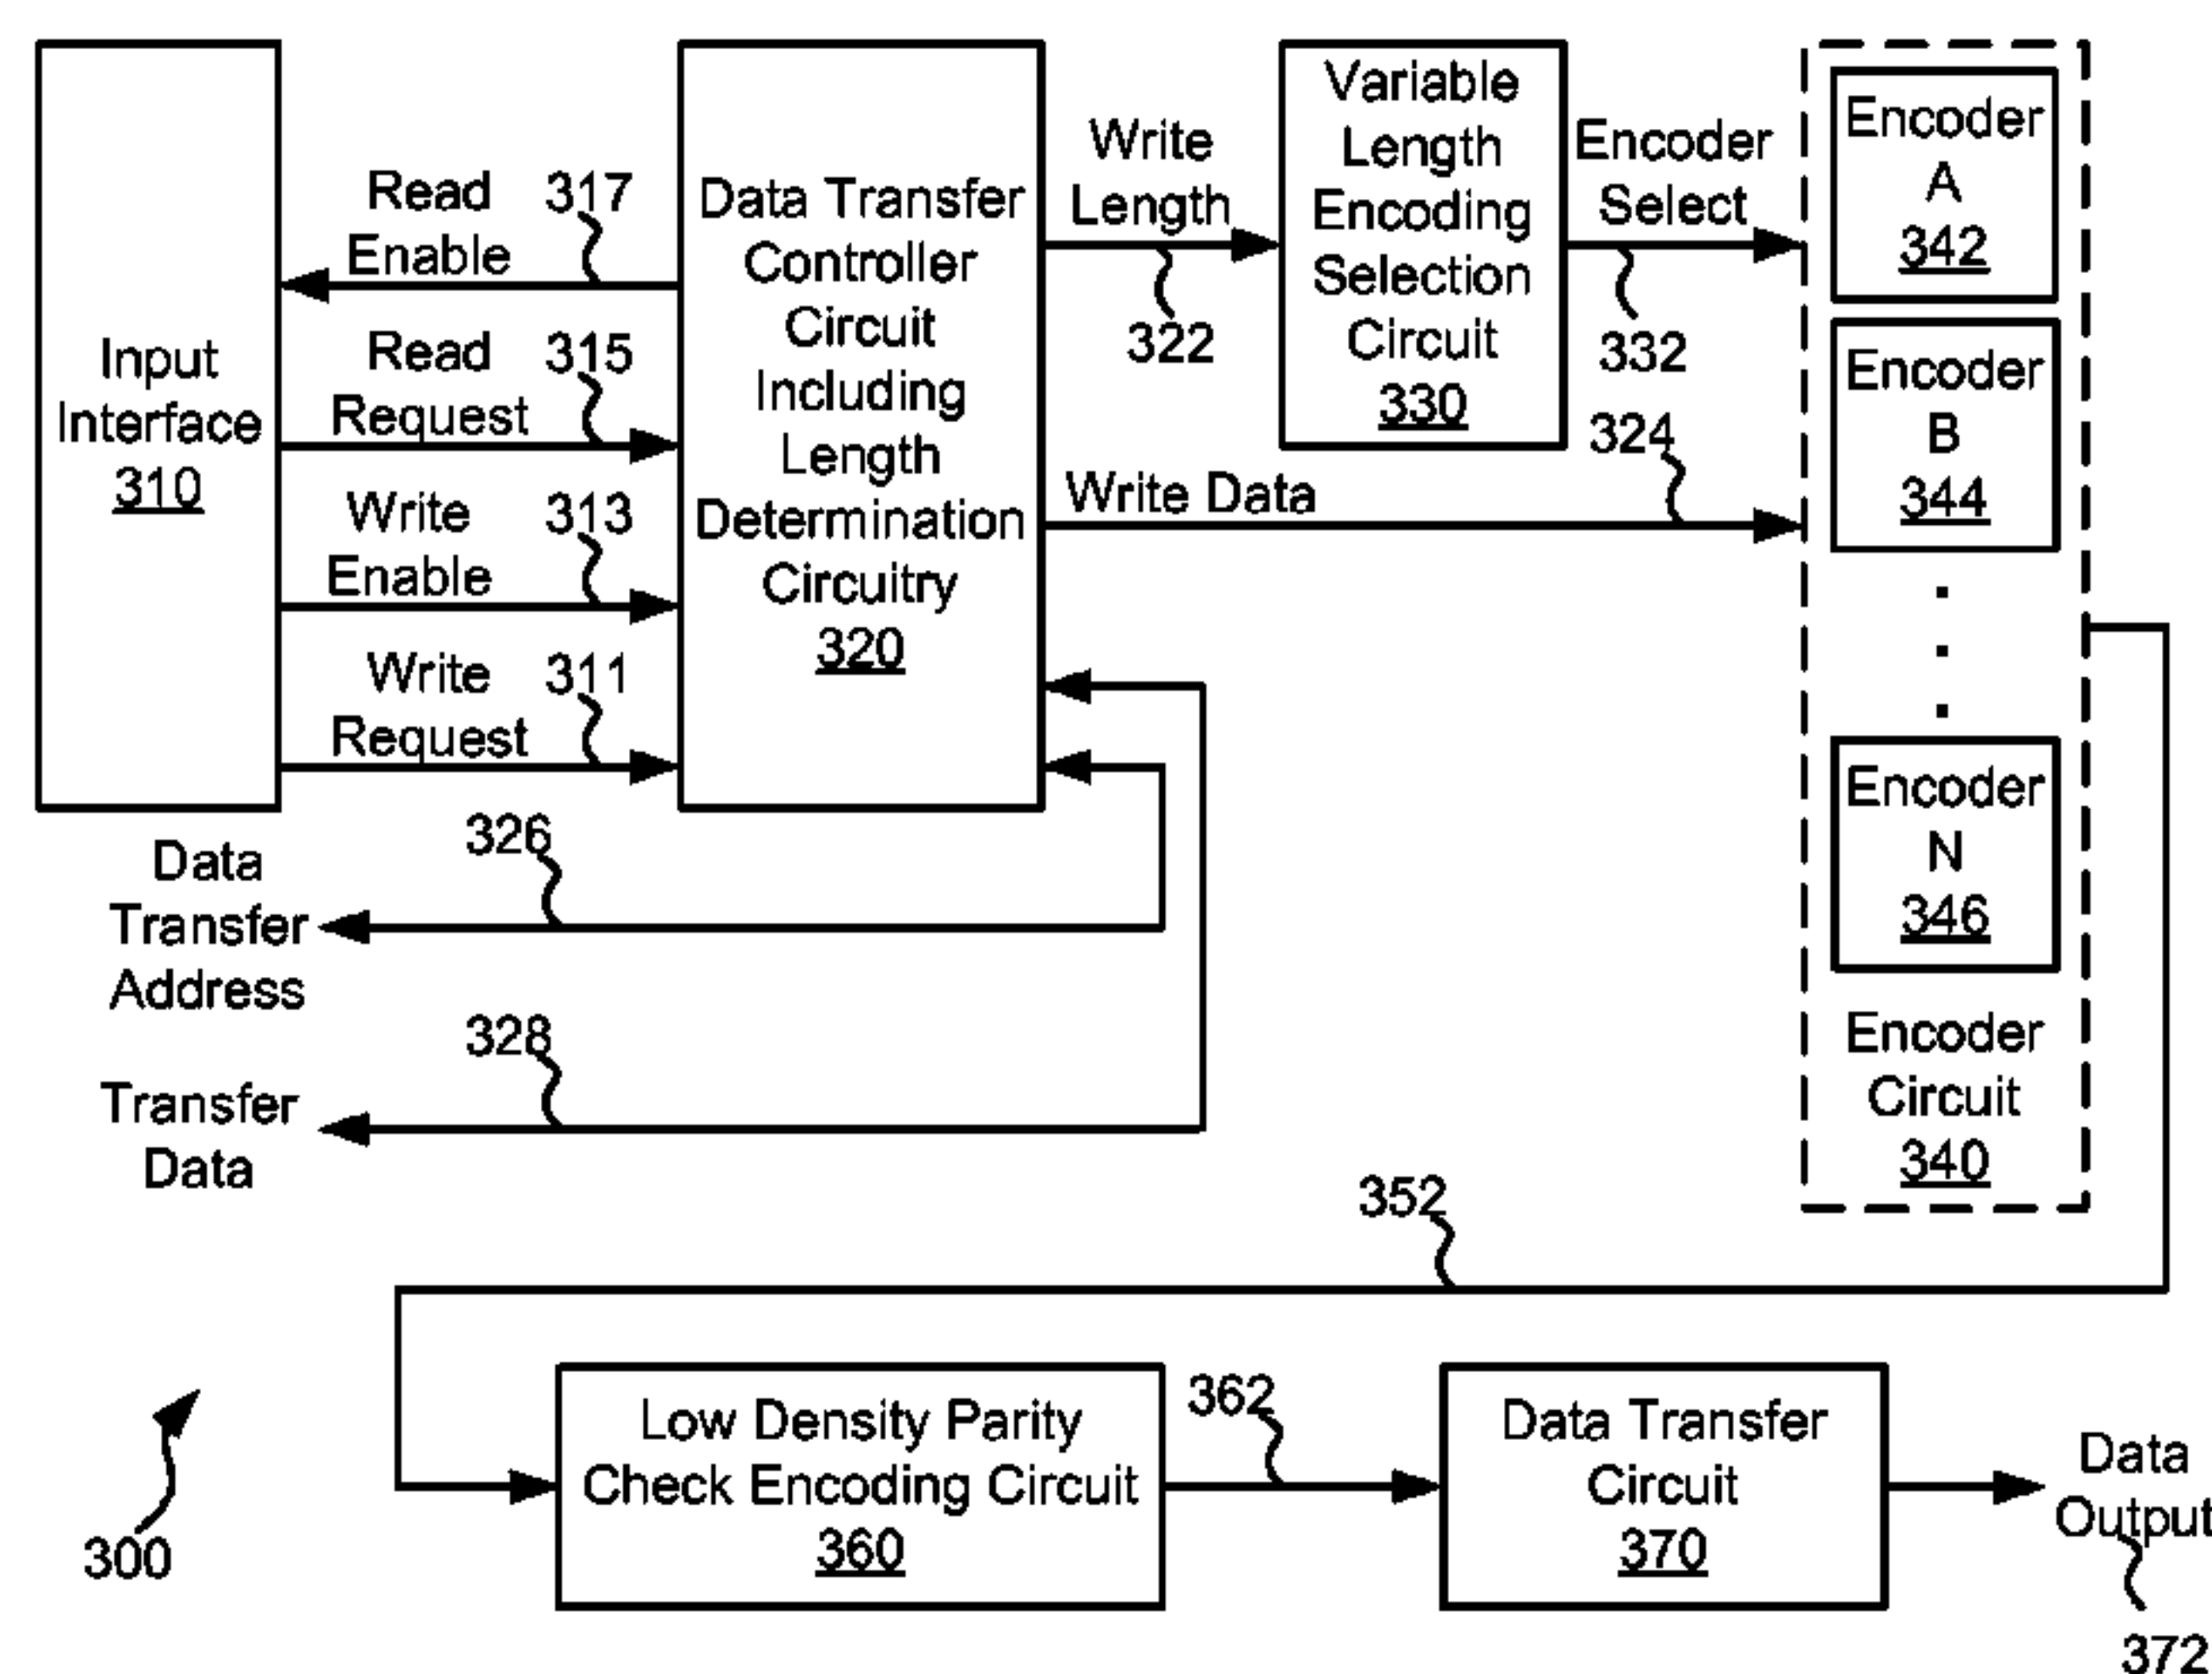 Input
Interface
310
Read
Enable
317
Read
Request
315
Write
Enable
313
Write
Request
311
Data Transfer
Controller
Circuit
Including
Length
Determination
Circuitry
320
Write
Length
322
Variable
Length
Encoding
Selection
Circuit
330
Encoder
Select
332
Write Data
324
Encoder
A
342
Encoder
B
344
Encoder
N
346
Encoder
Circuit
340
Data
Transfer
Address
326
Transfer
Data
328
352
Low Density Parity
Check Encoding Circuit
360
362
Data Transfer
Circuit
370
Data
Output
372
300